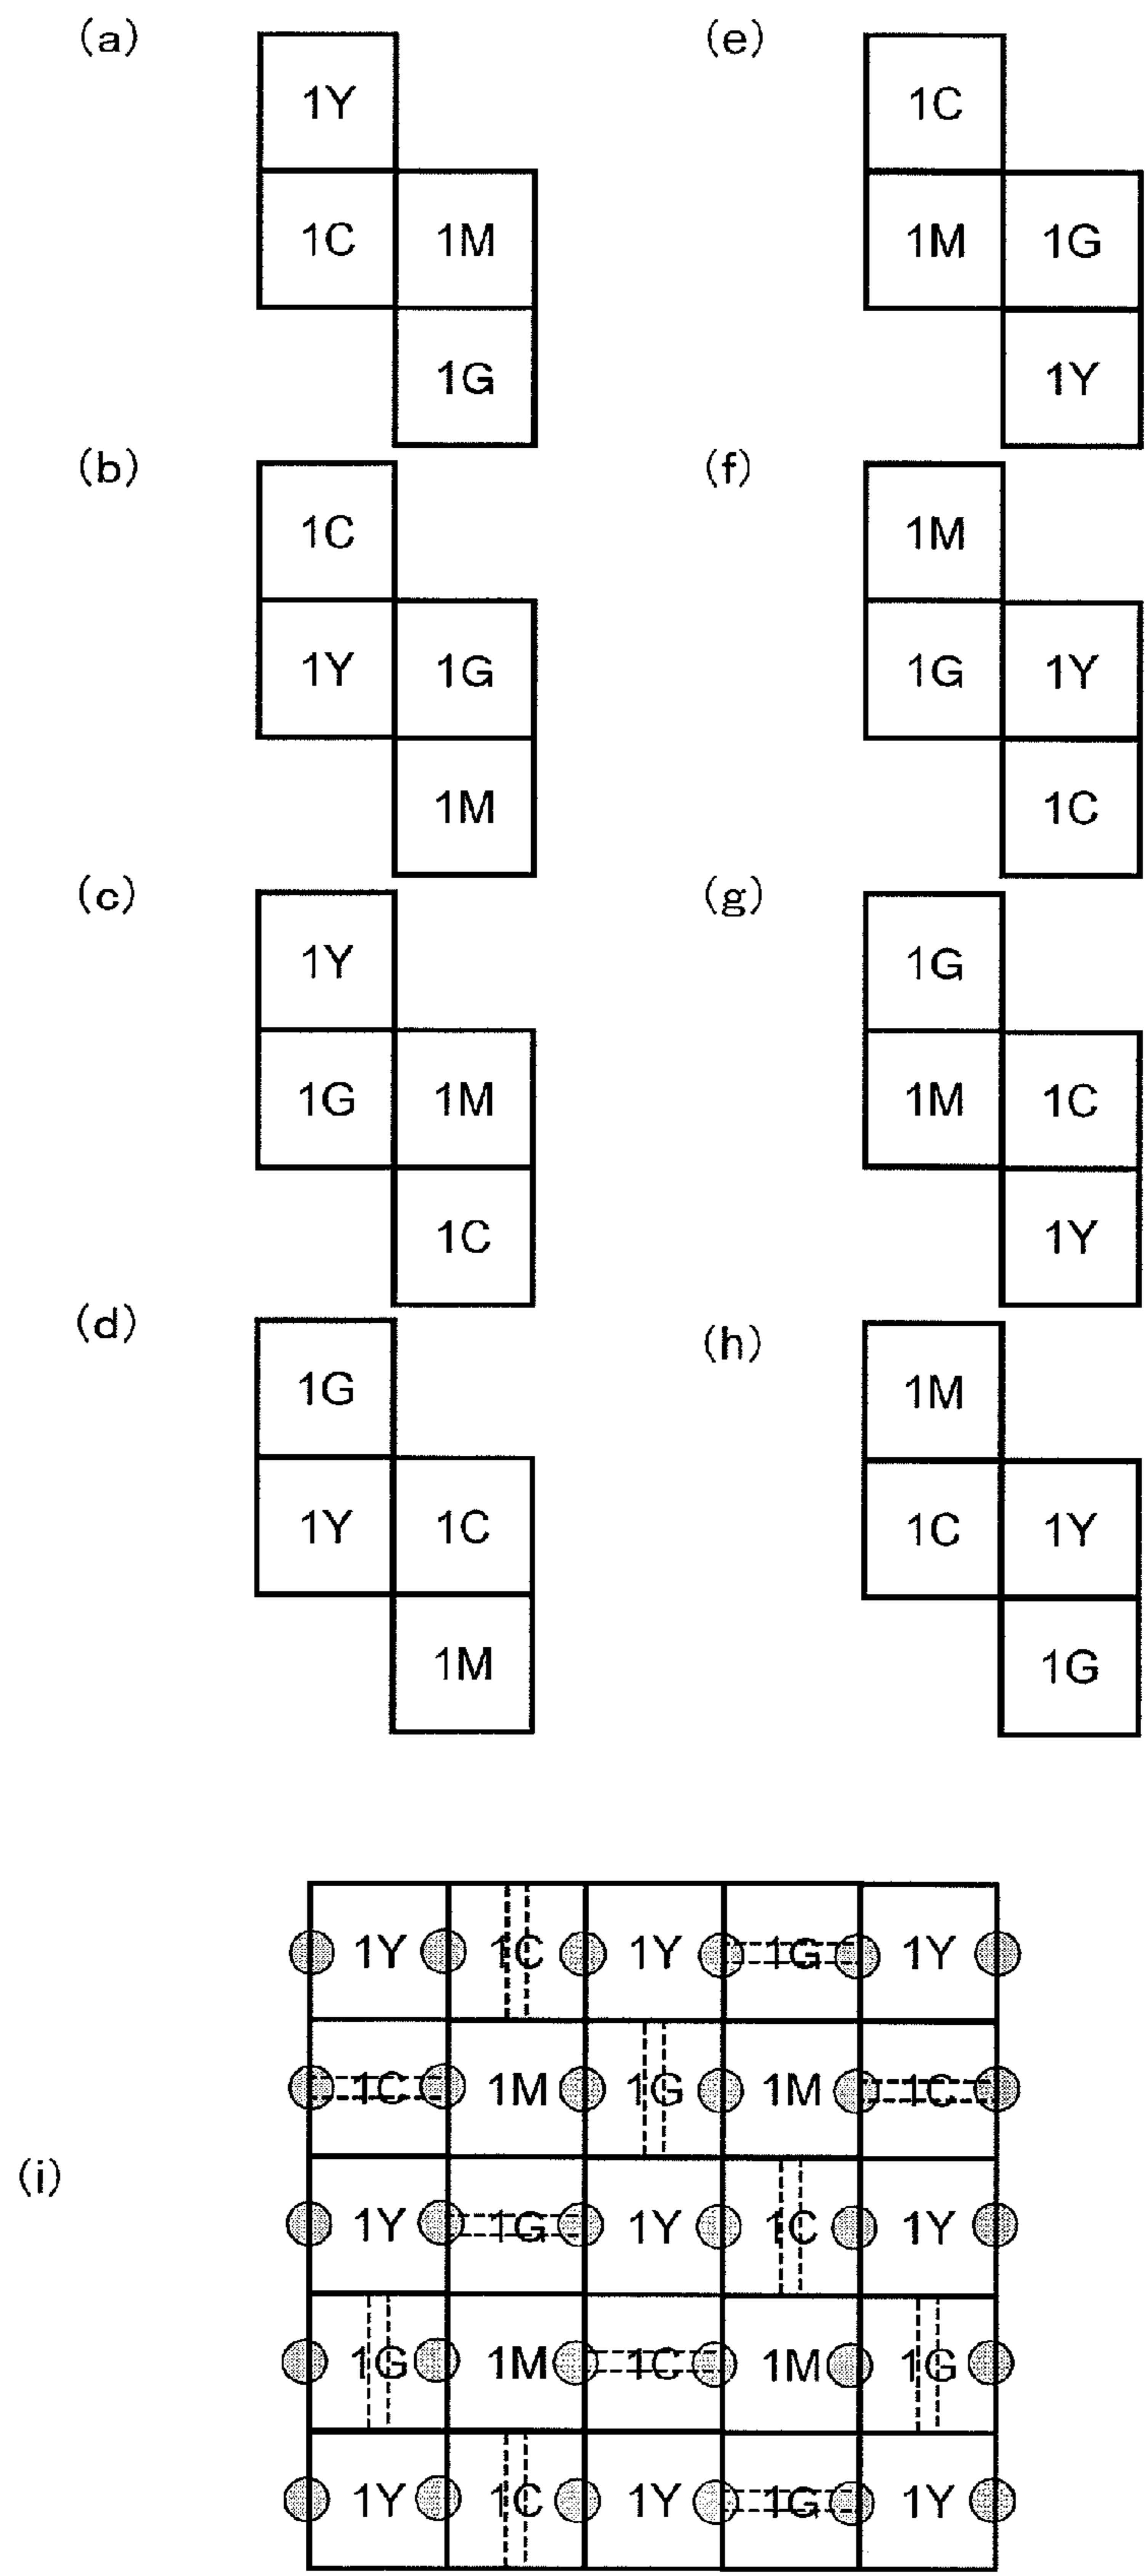 (a)
1Y
1C 1M
1G
(b)
1C
1Y 1G
1M
(c)
1Y
1G 1M
1C
(d)
1G
1Y 1C
1M
(e)
1C
1M 1G
1Y
(f)
1M
1G 1Y
1C
(g)
1G
1M 1C
1Y
(h)
1M
1C 1Y
1G
(i)
1Y 1C 1Y 1G 1Y
1C 1M 1G 1M 1C
1Y 1G 1Y 1C 1Y
1G 1M 1C 1M 1G
1Y 1C 1Y 1G 1Y